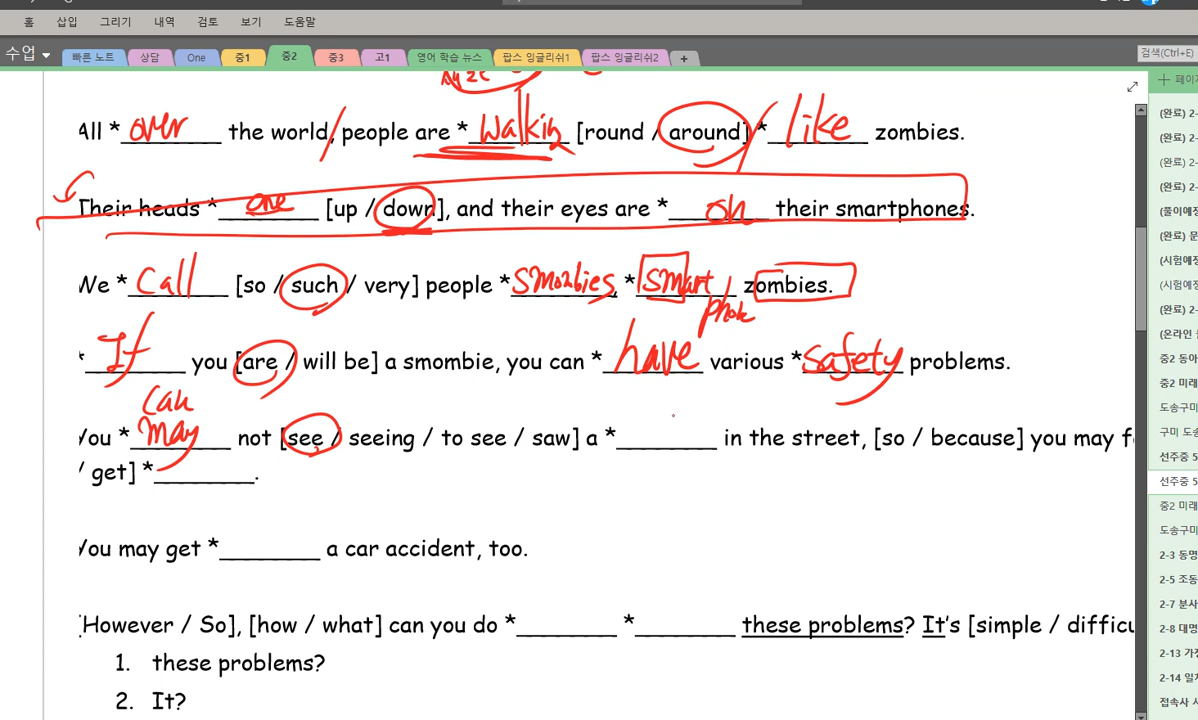 홈 삽입 그리기 내역 검토 보기 도움말
수업 빠른 노트 상담 One 중1 중2 중3 고1 영어 학습 뉴스 팝스 잉글리쉬1 팝스 잉글리쉬2 + 검색(Ctrl+E)
+ 페이지
All * over the world, people are * walking [round / around] * like zombies.
Their heads * are [up / down], and their eyes are * on their smartphones.
We * call [so / such / very] people * smombies, * smart phone zombies.
* If you [are / will be] a smombie, you can * have various * safety problems.
can
You * may not [see / seeing / to see / saw] a * ________ in the street, [so / because] you may f
/ get] * ________.
You may get * ________ a car accident, too.
[However / So], [how / what] can you do * ________ * ________ these problems? It's [simple / difficu
1. these problems?
2. It?
(완료) 2-
(완료) 2-
(완료) 2-
(완료) 2-
(풀이예정
(완료) 문
(시험예정
(시험예정
(완료) 2-
(온라인
중2 동아
중2 미래
도송구미
구미 도송
선주중 5
선주중 5
중2 미래
도송구미
2-3 동명
2-5 조동
2-7 분사
2-8 대명
2-13 가정
2-14 일치
접속사 시